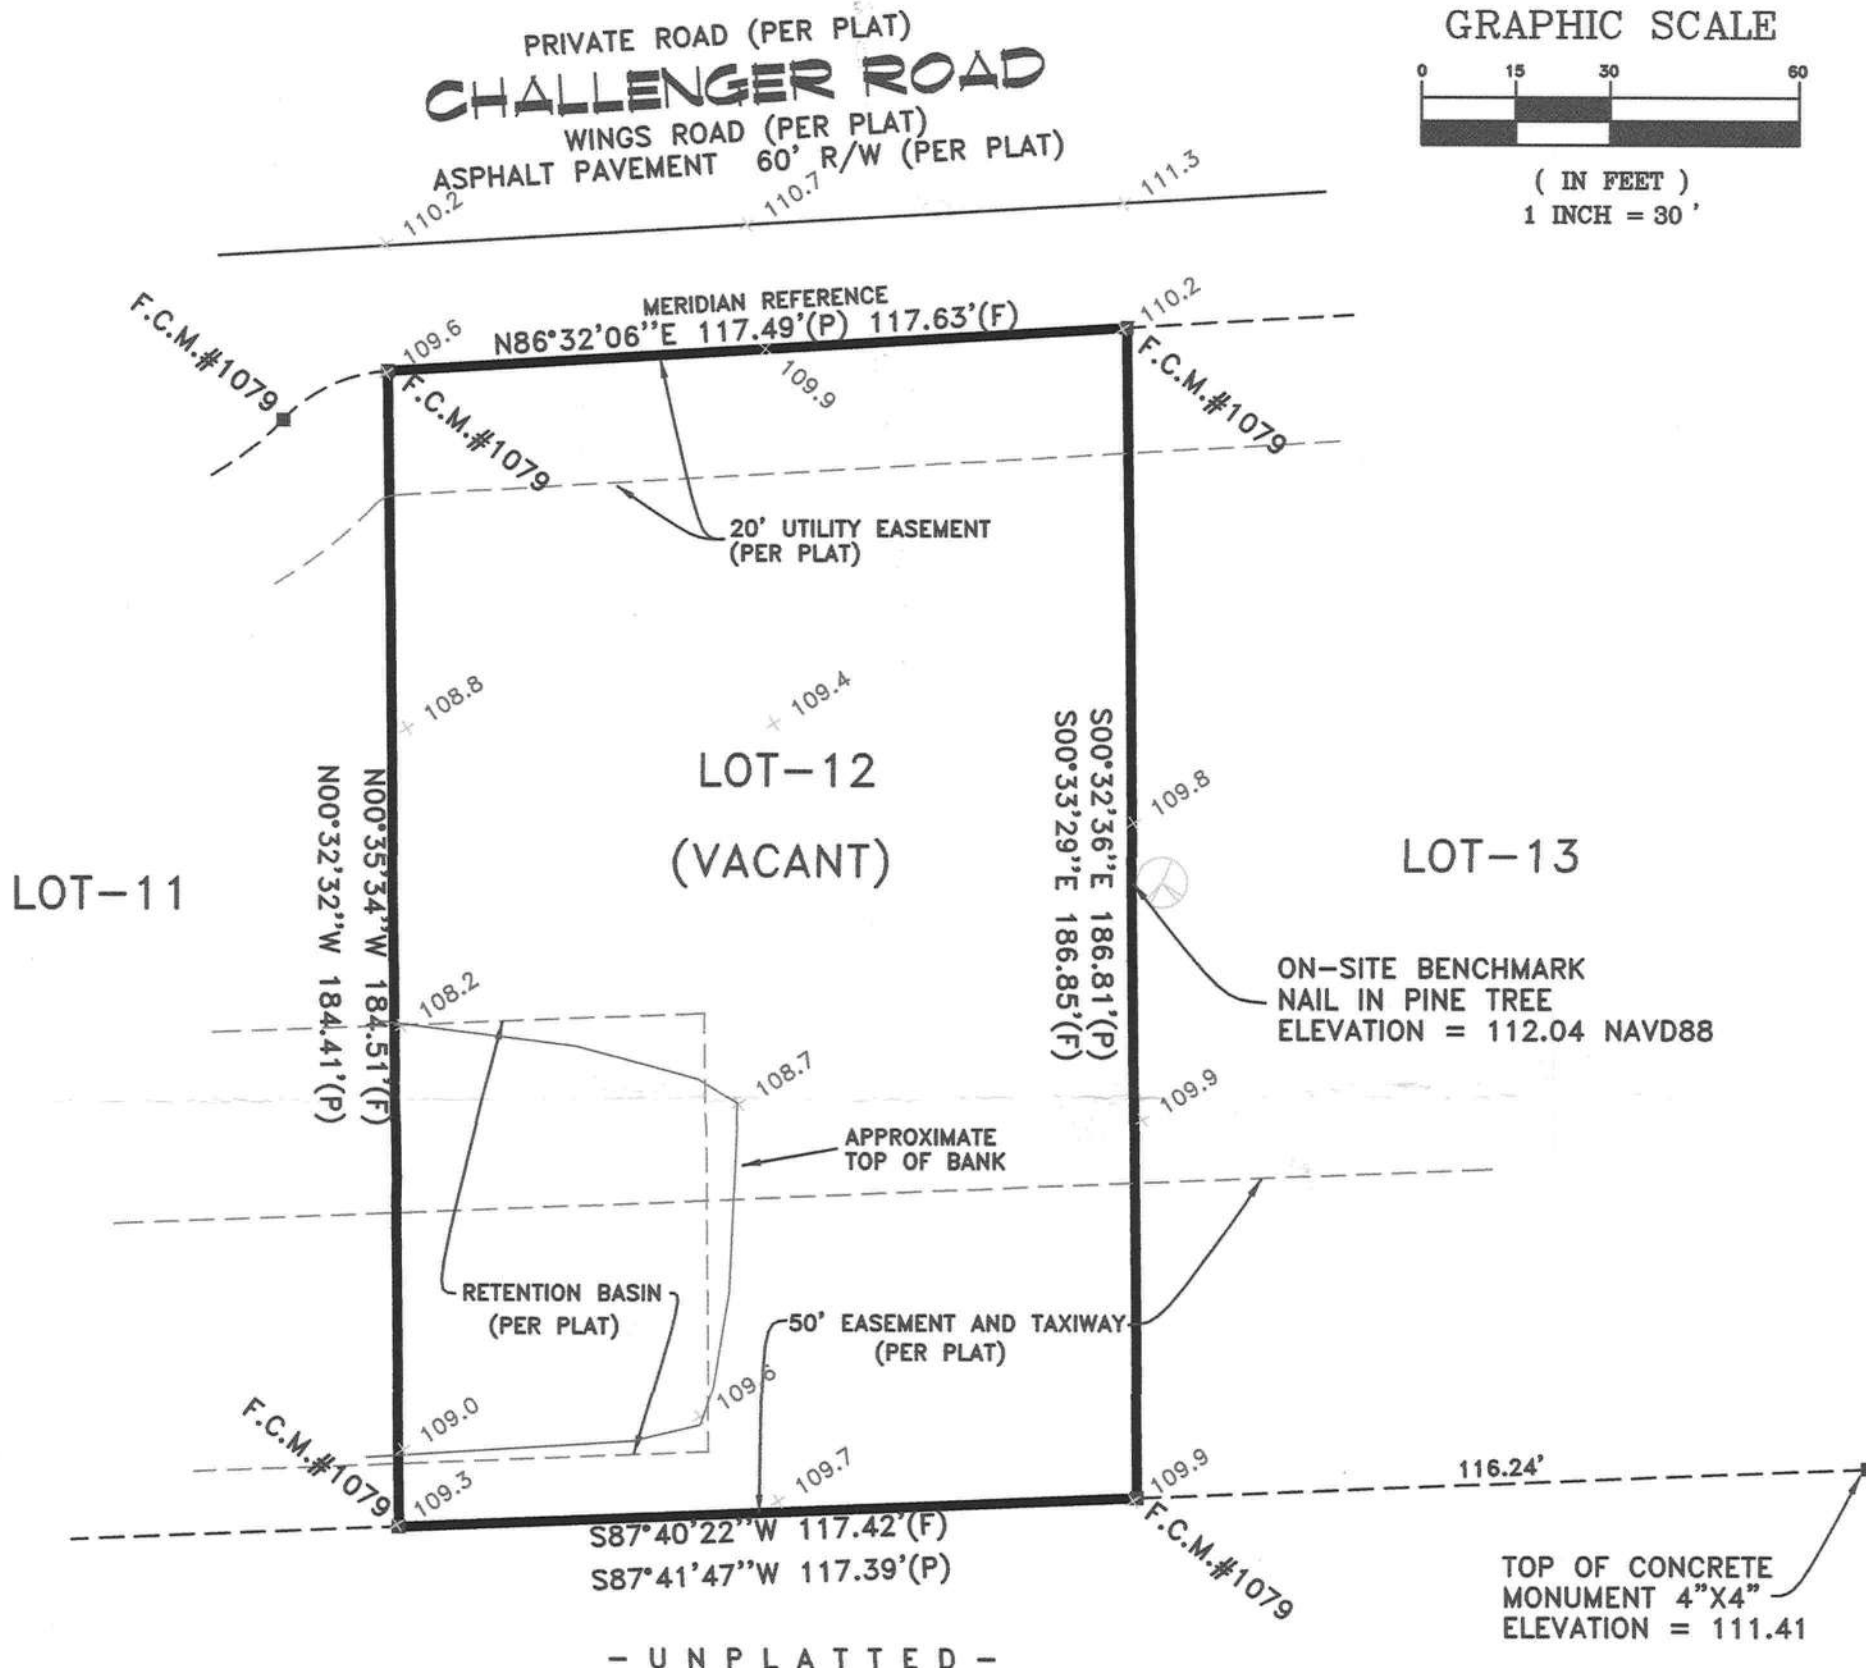 PRIVATE ROAD (PER PLAT)
CHALLENGER ROAD
WINGS ROAD (PER PLAT)
ASPHALT PAVEMENT 60' R/W (PER PLAT)
GRAPHIC SCALE
0 15 30 60
( IN FEET )
1 INCH = 30 '
110.2
110.7
111.3
F.C.M.#1079
109.6
MERIDIAN REFERENCE
N86°32'06"E 117.49'(P) 117.63'(F)
110.2
109.9
F.C.M.#1079
F.C.M.#1079
20' UTILITY EASEMENT
(PER PLAT)
108.8
109.4
LOT-12
(VACANT)
LOT-11
N00°35'34"W 184.51'(F)
N00°32'32"W 184.41'(P)
S00°32'36"E 186.81'(P)
S00°33'29"E 186.85'(F)
109.8
LOT-13
ON-SITE BENCHMARK
NAIL IN PINE TREE
ELEVATION = 112.04 NAVD88
108.2
108.7
109.9
APPROXIMATE
TOP OF BANK
RETENTION BASIN
(PER PLAT)
50' EASEMENT AND TAXIWAY
(PER PLAT)
109.6
109.0
F.C.M.#1079
109.3
109.7
109.9
116.24'
S87°40'22"W 117.42'(F)
S87°41'47"W 117.39'(P)
F.C.M.#1079
TOP OF CONCRETE
MONUMENT 4"X4"
ELEVATION = 111.41
- UNPLATTED -